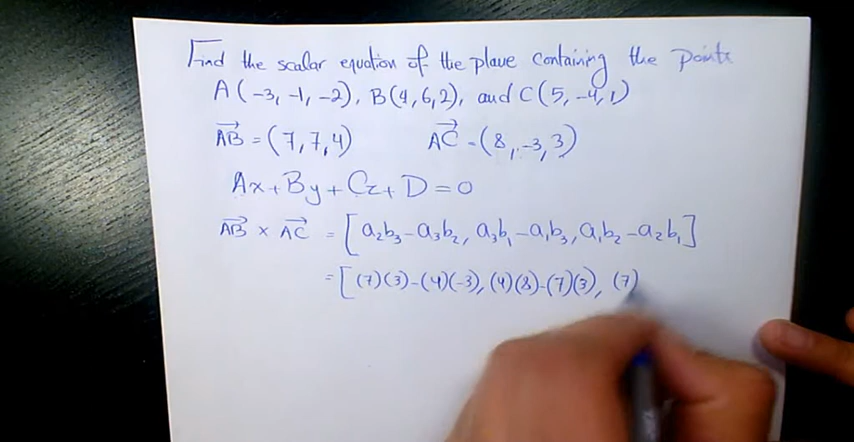 Find the scalar equation of the plane containing the points
A(-3, -1, -2), B(4, 6, 2), and C(5, -4, 1)
→AB = (7, 7, 4) →AC = (8, -3, 3)
Ax + By + Cz + D = 0
→AB × →AC = [a₂b₃ - a₃b₂, a₃b₁ - a₁b₃, a₁b₂ - a₂b₁]
= [(7)(3) - (4)(-3), (4)(8) - (7)(3), (7)